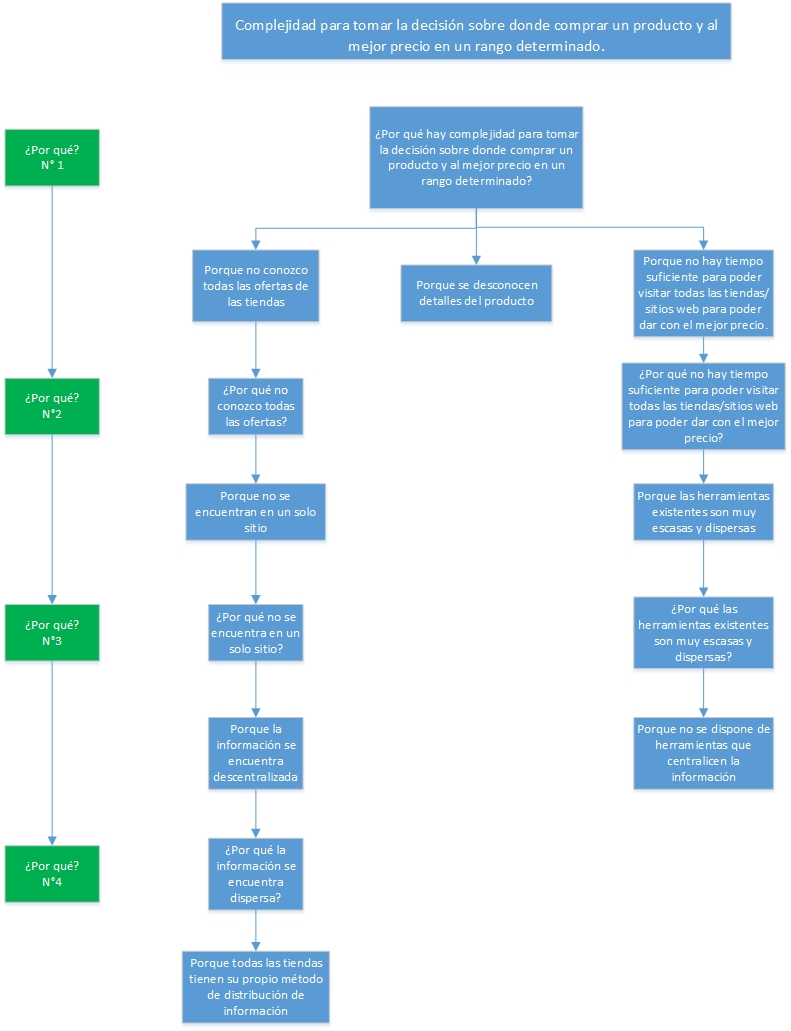 Complejidad para tomar la decisión sobre donde comprar un producto y al
mejor precio en un rango determinado.
¿Por qué?
N° 1
¿Por qué hay complejidad para tomar
la decisión sobre donde comprar un
producto y al mejor precio en un
rango determinado?
Porque no conozco
todas las ofertas de
las tiendas
Porque se desconocen
detalles del producto
Porque no hay tiempo
suficiente para poder
visitar todas las tiendas/
sitios web para poder
dar con el mejor precio.
¿Por qué?
N°2
¿Por qué no
conozco todas
las ofertas?
¿Por qué no hay tiempo
suficiente para poder visitar
todas las tiendas/sitios web
para poder dar con el mejor
precio?
Porque no se
encuentran en un solo
sitio
Porque las herramientas
existentes son muy
escasas y dispersas
¿Por qué?
N°3
¿Por qué no se
encuentra en un
solo sitio?
¿Por qué las
herramientas existentes
son muy escasas y
dispersas?
Porque la
información se
encuentra
descentralizada
Porque no se dispone de
herramientas que
centralicen la
información
¿Por qué?
N°4
¿Por qué la
información se
encuentra
dispersa?
Porque todas las tiendas
tienen su propio método
de distribución de
información